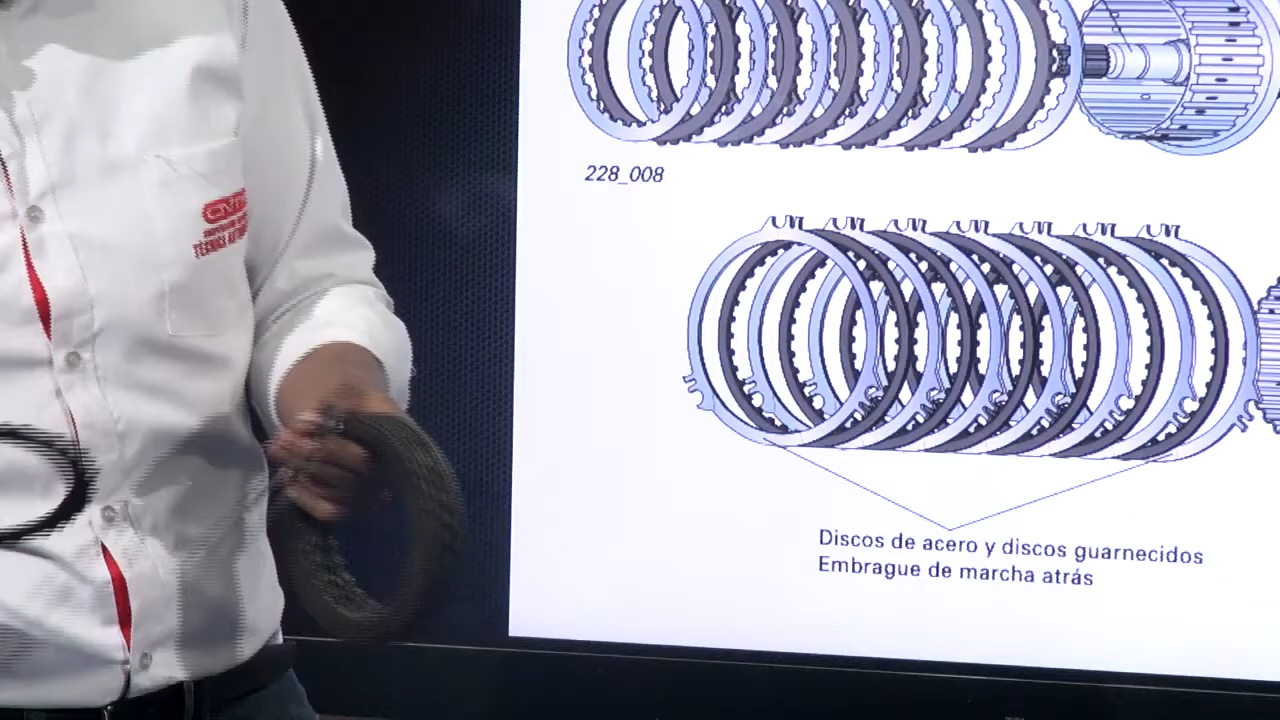 228_008
Discos de acero y discos guarnecidos
Embrague de marcha atrás